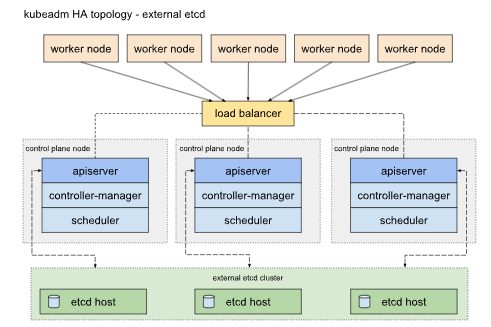 kubeadm HA topology - external etcd
worker node worker node worker node worker node worker node
load balancer
control plane node control plane node control plane node
apiserver apiserver apiserver
controller-manager controller-manager controller-manager
scheduler scheduler scheduler
external etcd cluster
etcd host etcd host etcd host